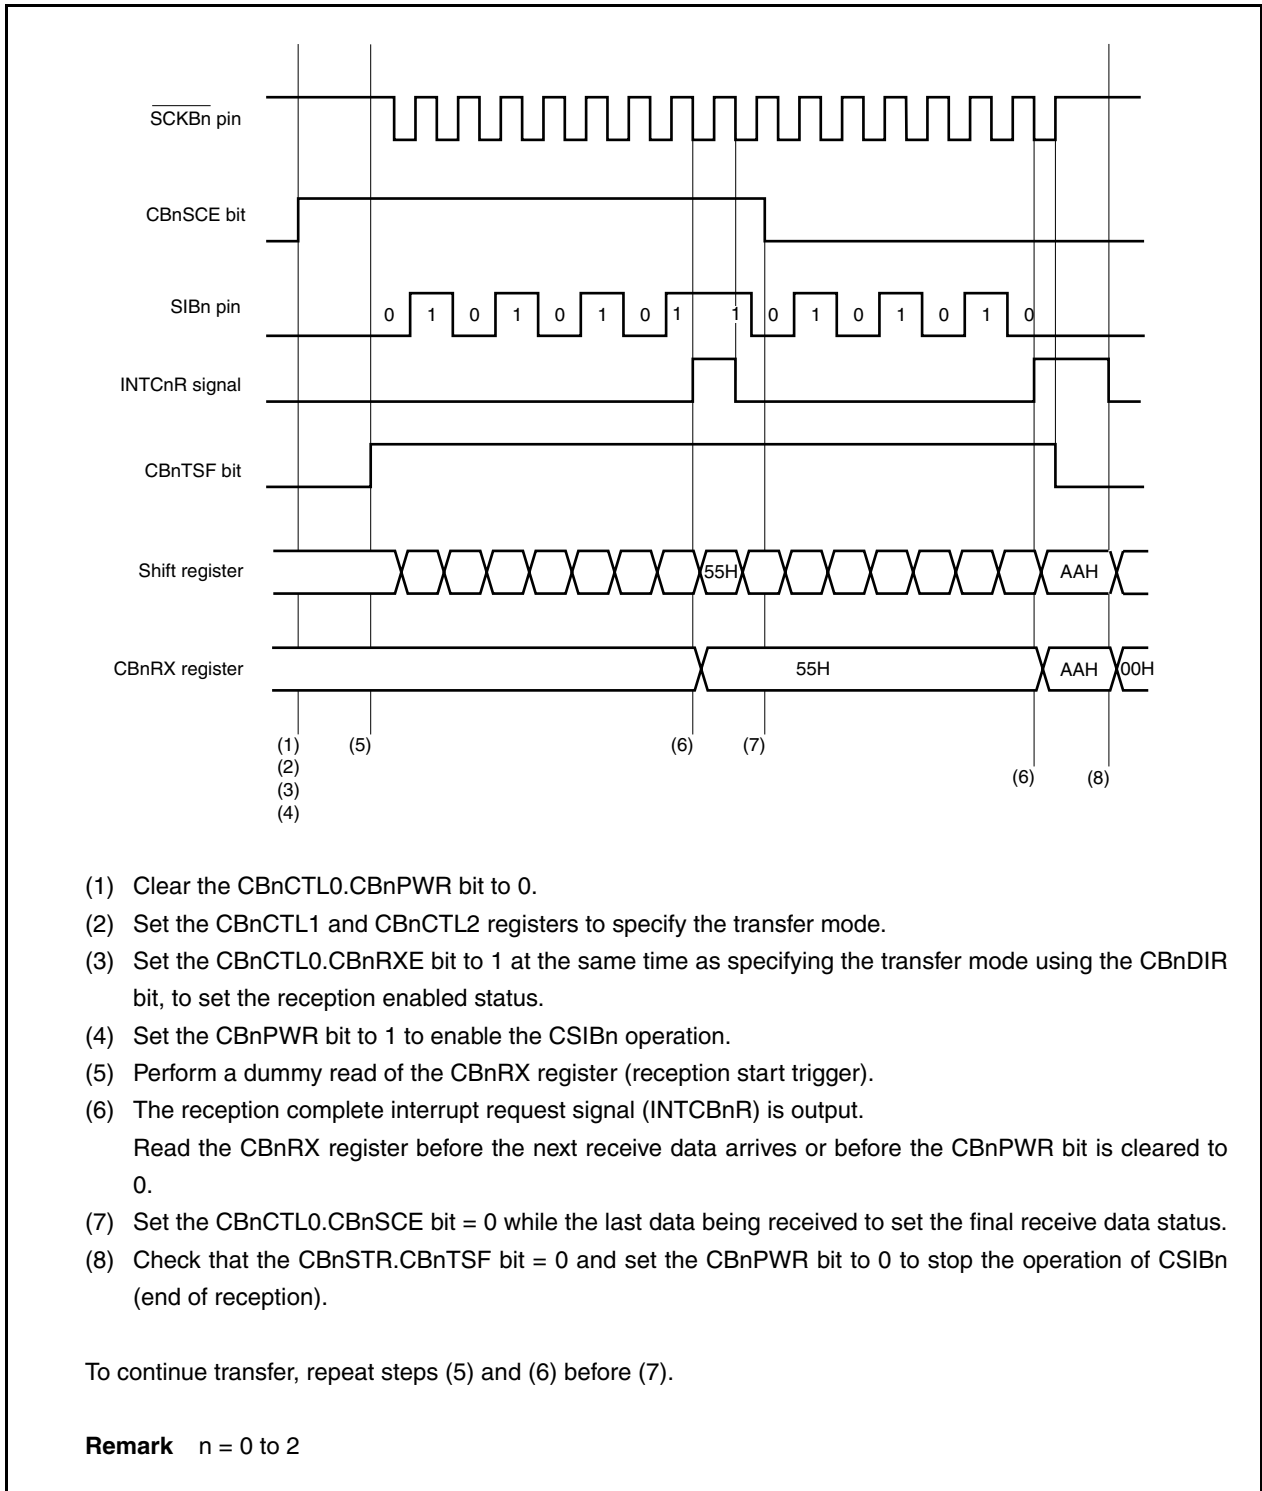 SCKBn pin
CBnSCE bit
SIBn pin
0 1 0 1 0 1 0 1 1 0 1 0 1 0 1 0
INTCnR signal
CBnTSF bit
Shift register
55H AAH
CBnRX register
55H AAH 00H
(1) (5) (6) (7)
(2)
(6) (8)
(3)
(4)
(1) Clear the CBnCTL0.CBnPWR bit to 0.
(2) Set the CBnCTL1 and CBnCTL2 registers to specify the transfer mode.
(3) Set the CBnCTL0.CBnRXE bit to 1 at the same time as specifying the transfer mode using the CBnDIR
bit, to set the reception enabled status.
(4) Set the CBnPWR bit to 1 to enable the CSIBn operation.
(5) Perform a dummy read of the CBnRX register (reception start trigger).
(6) The reception complete interrupt request signal (INTCBnR) is output.
Read the CBnRX register before the next receive data arrives or before the CBnPWR bit is cleared to
0.
(7) Set the CBnCTL0.CBnSCE bit = 0 while the last data being received to set the final receive data status.
(8) Check that the CBnSTR.CBnTSF bit = 0 and set the CBnPWR bit to 0 to stop the operation of CSIBn
(end of reception).
To continue transfer, repeat steps (5) and (6) before (7).
Remark n = 0 to 2